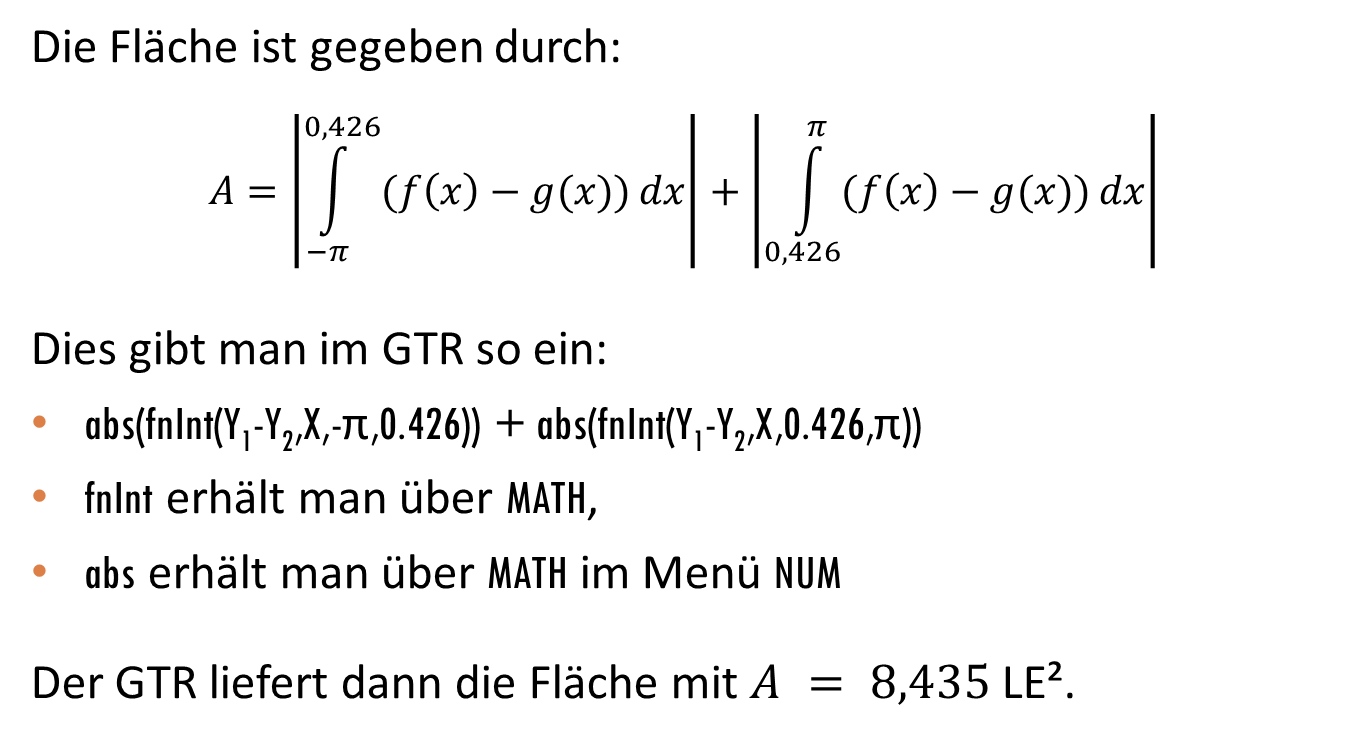 Die Fläche ist gegeben durch:
A = |∫_{−π}^{0,426} (f(x) − g(x)) dx| + |∫_{0,426}^{π} (f(x) − g(x)) dx|
Dies gibt man im GTR so ein:
• abs(fnInt(Y₁-Y₂,X,-π,0.426)) + abs(fnInt(Y₁-Y₂,X,0.426,π))
• fnInt erhält man über MATH,
• abs erhält man über MATH im Menü NUM
Der GTR liefert dann die Fläche mit A = 8,435 LE².